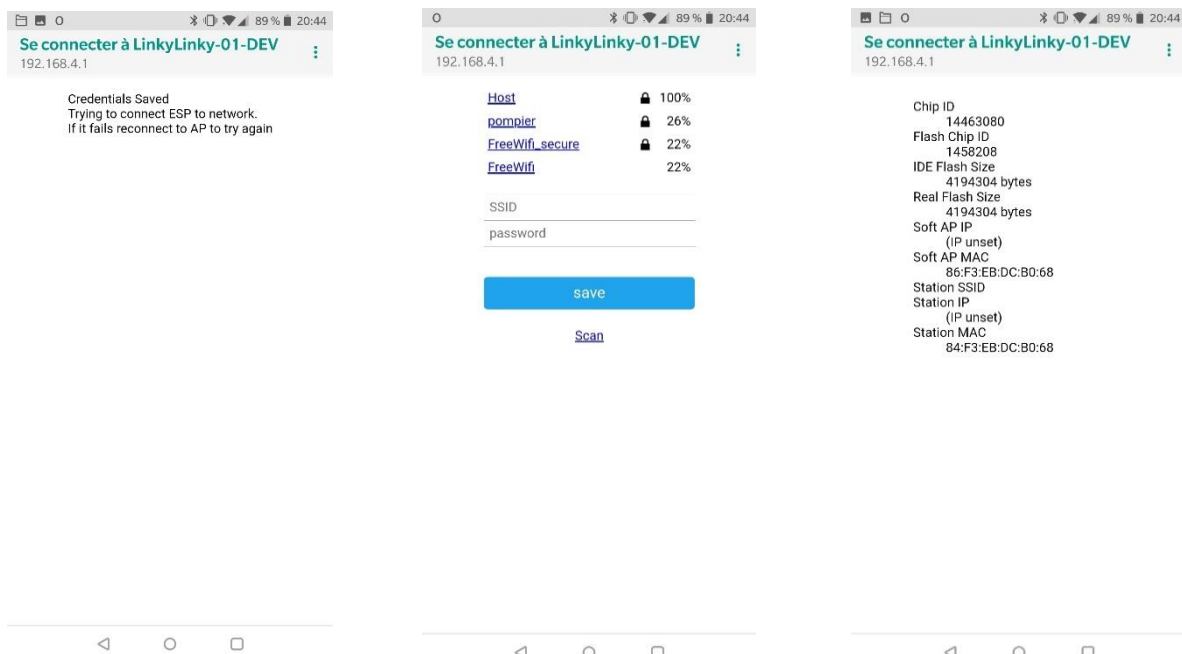 O 89 % 20:44
Se connecter à LinkyLinky-01-DEV
192.168.4.1
Credentials Saved
Trying to connect ESP to network.
If it fails reconnect to AP to try again
O 89 % 20:44
Se connecter à LinkyLinky-01-DEV
192.168.4.1
Host 100%
pompier 26%
FreeWifi_secure 22%
FreeWifi 22%
SSID
password
save
Scan
O 89 % 20:44
Se connecter à LinkyLinky-01-DEV
192.168.4.1
Chip ID
14463080
Flash Chip ID
1458208
IDE Flash Size
4194304 bytes
Real Flash Size
4194304 bytes
Soft AP IP
(IP unset)
Soft AP MAC
86:F3:EB:DC:B0:68
Station SSID
Station IP
(IP unset)
Station MAC
84:F3:EB:DC:B0:68